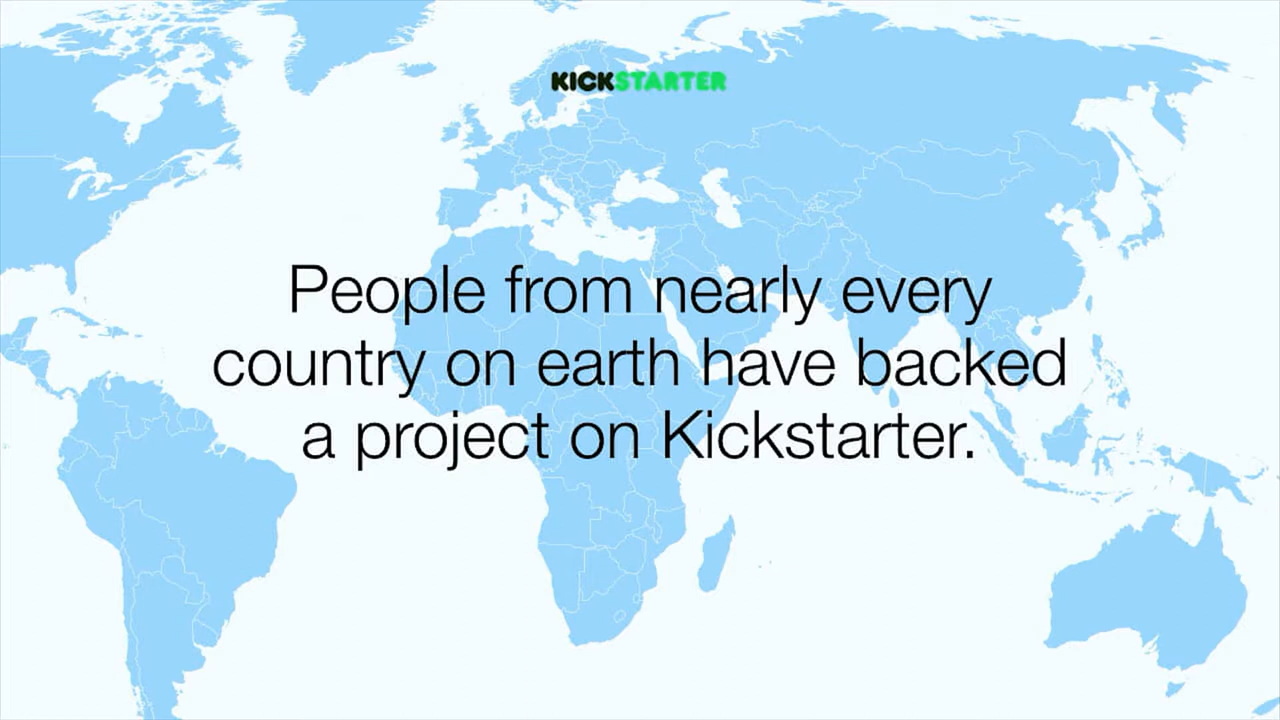 KICKSTARTER
People from nearly every
country on earth have backed
a project on Kickstarter.